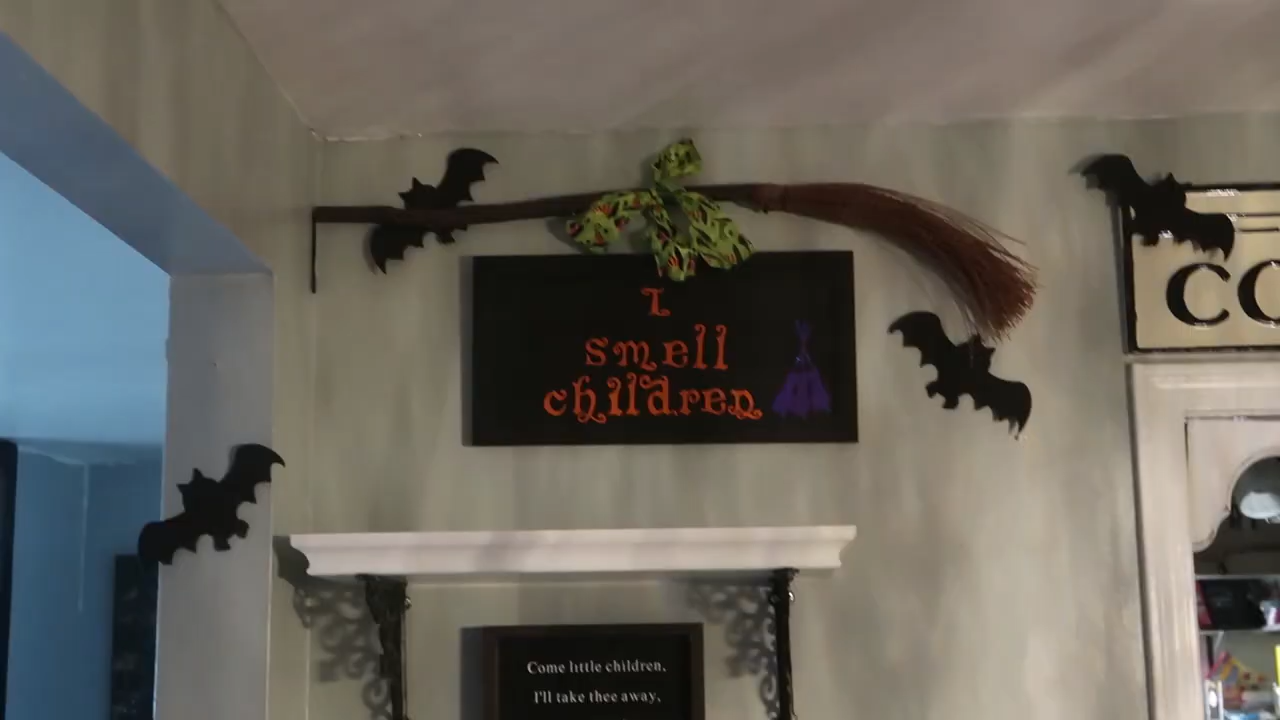 I
smell
children
Come little children,
I'll take thee away,